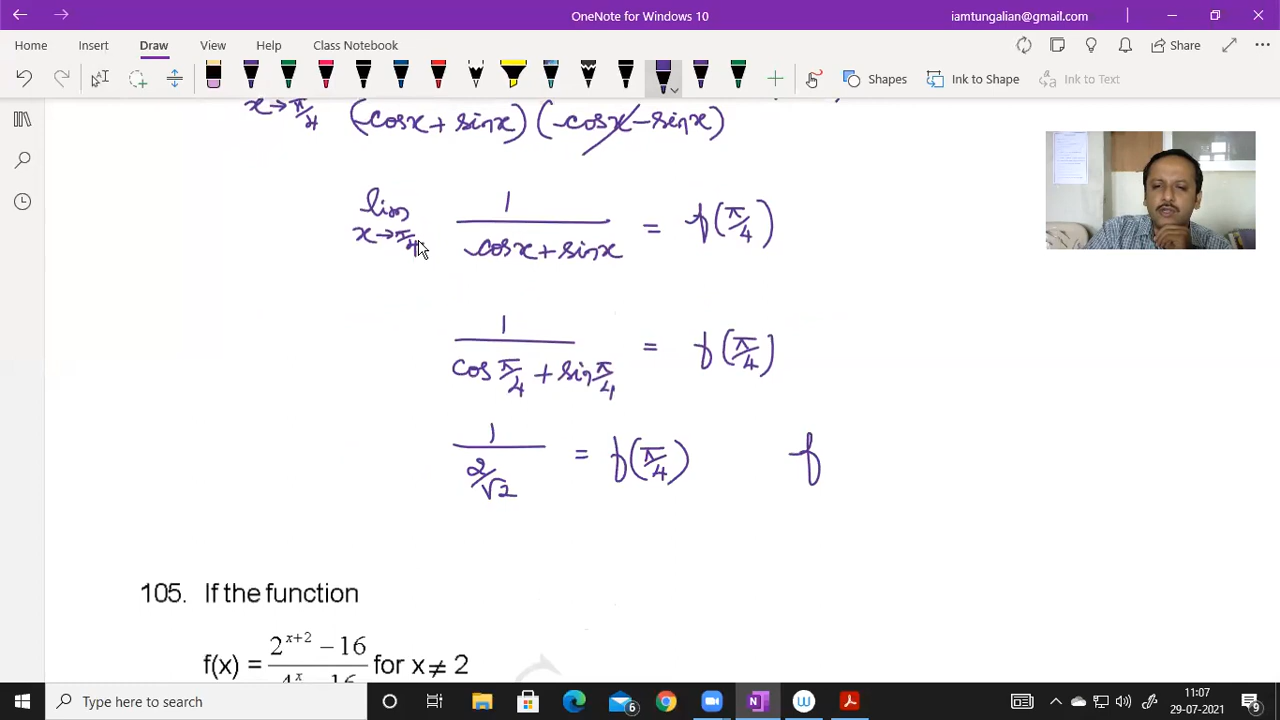 OneNote for Windows 10
iamtungalian@gmail.com
Home Insert Draw View Help Class Notebook
Share
Shapes
Ink to Shape
Ink to Text
x→π/4 (cosx + sinx) (cosx - sinx)
lim x→π/4 1/(cosx + sinx) = f(π/4)
1/(cos π/4 + sin π/4) = f(π/4)
1/(2/√2) = f(π/4) f
105. If the function
f(x) = (2^{x+2} − 16)/(4^x − 16) for x ≠ 2
Type here to search
6
W
11:07
29-07-2021
9